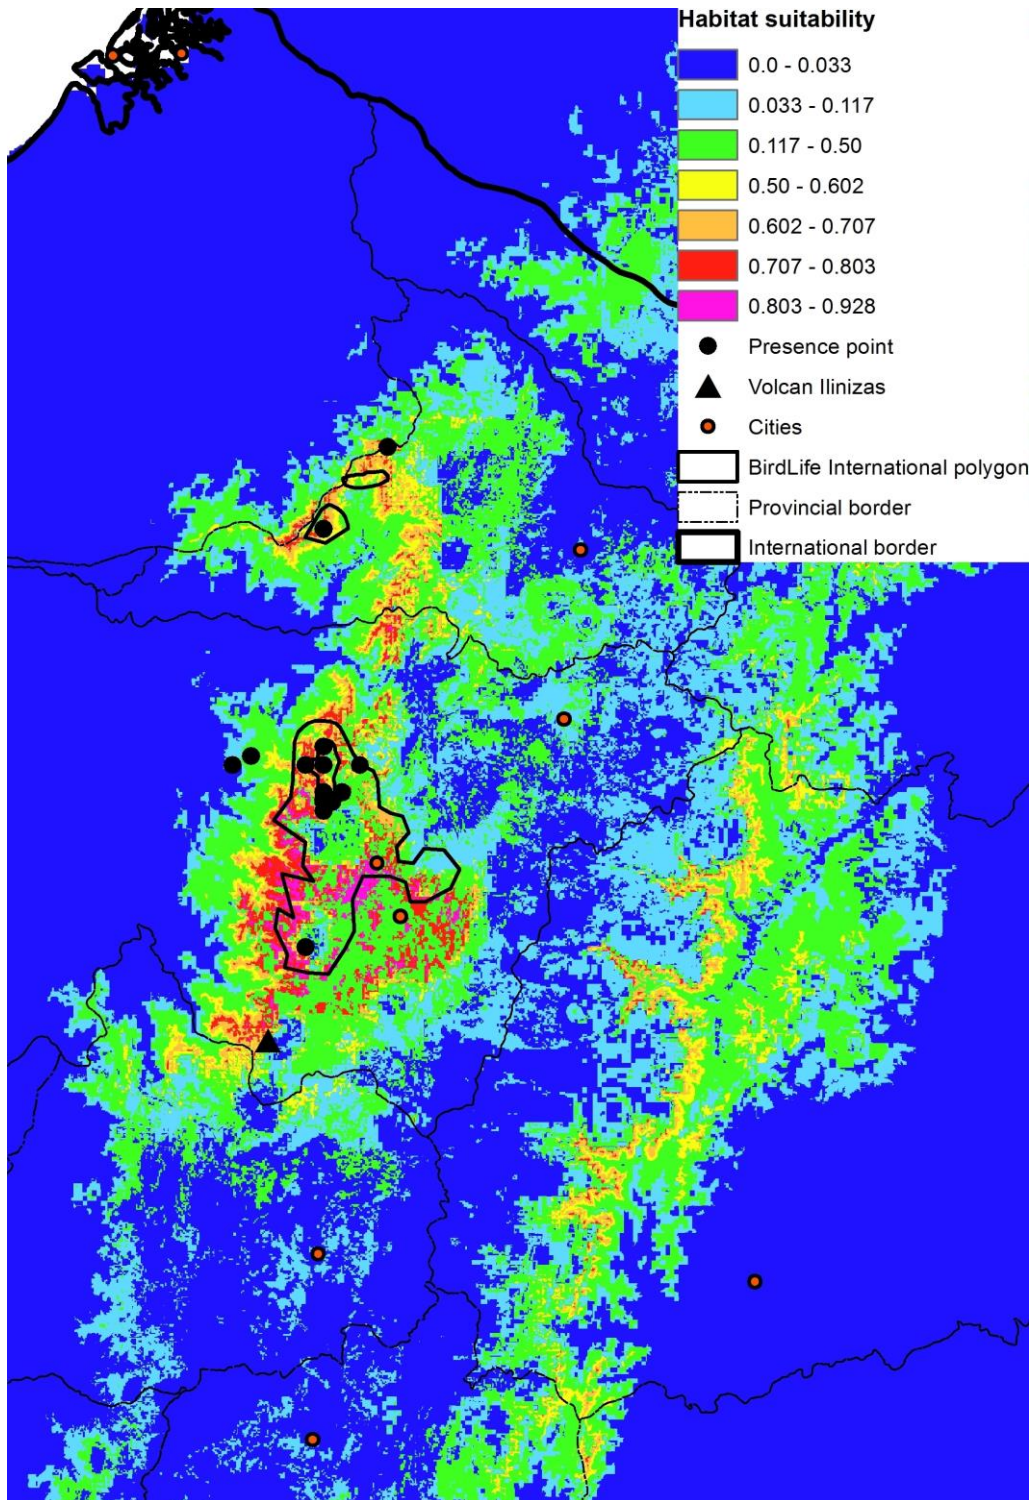 Habitat suitability
0.0 - 0.033
0.033 - 0.117
0.117 - 0.50
0.50 - 0.602
0.602 - 0.707
0.707 - 0.803
0.803 - 0.928
Presence point
Volcan Ilinizas
Cities
BirdLife International polygon
Provincial border
International border